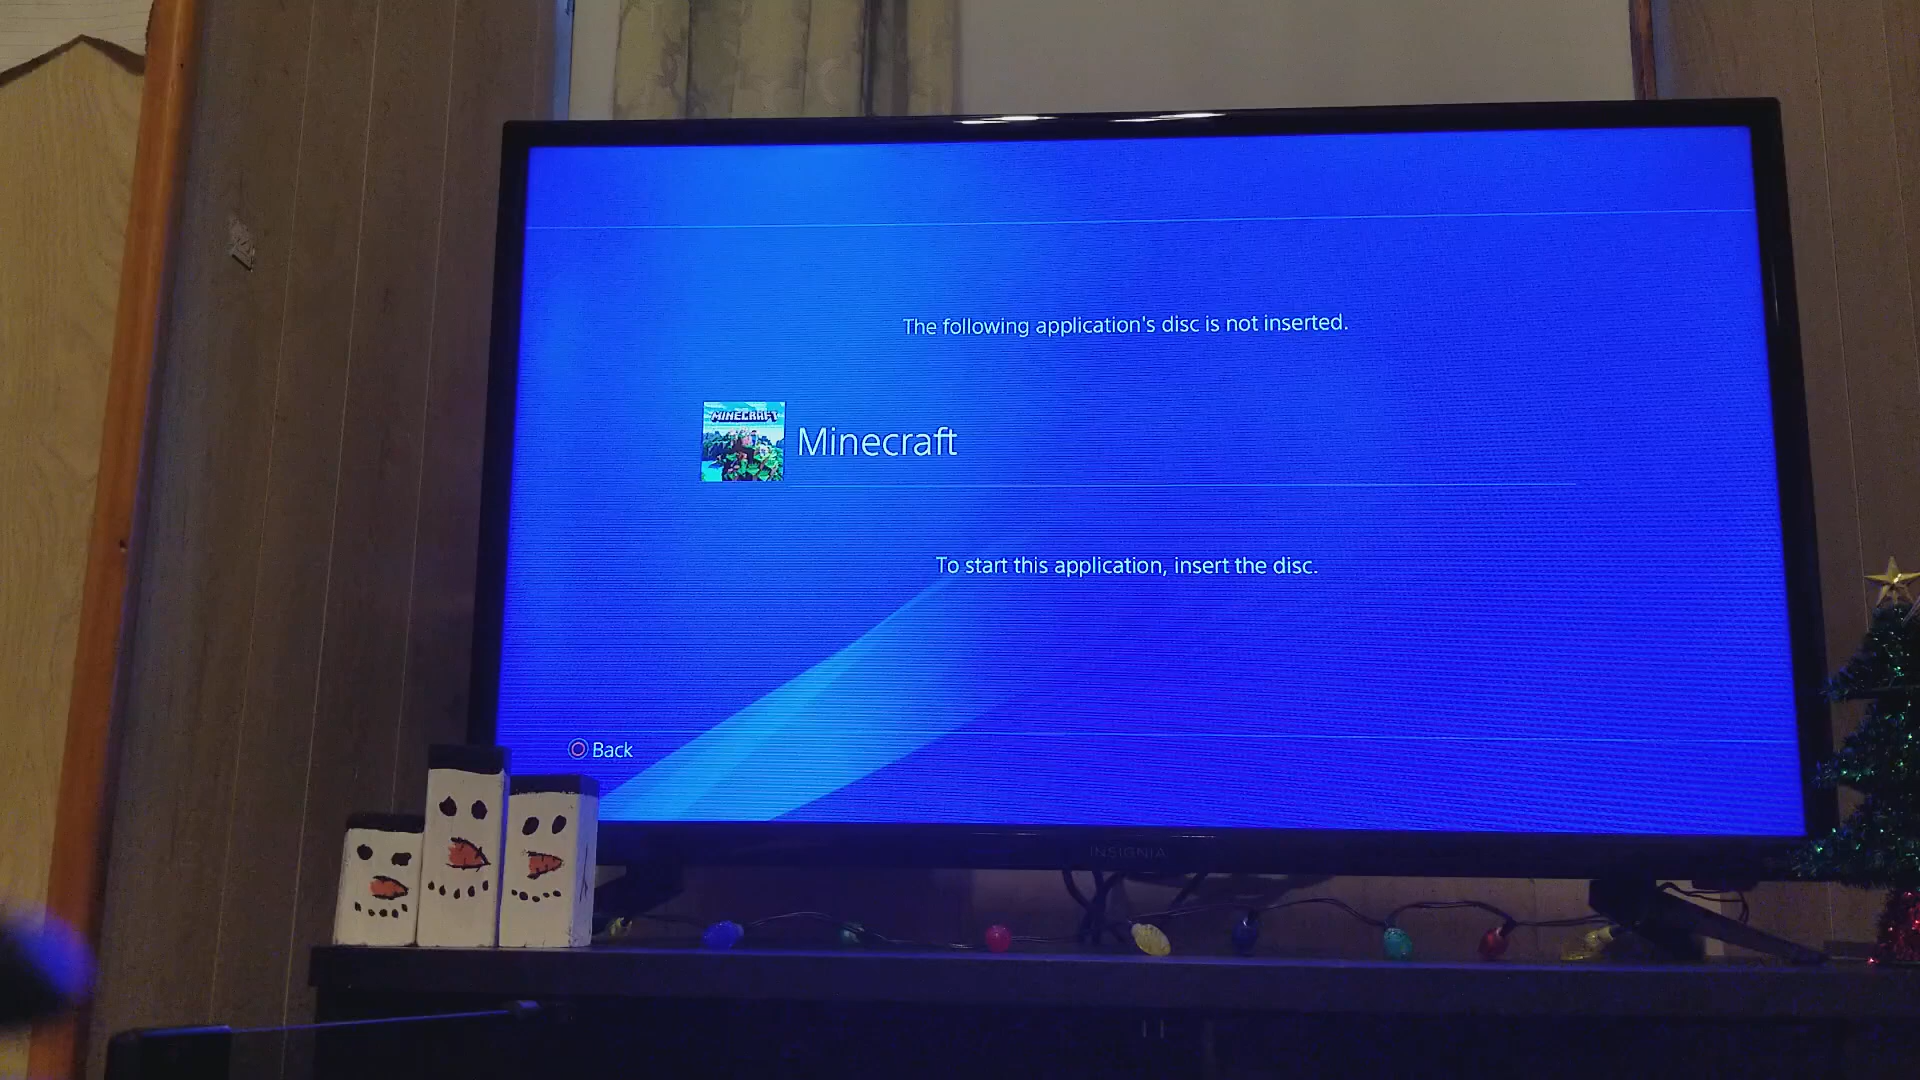 The following application's disc is not inserted.
MINECRAFT
Minecraft
To start this application, insert the disc.
Back
INSIGNIA